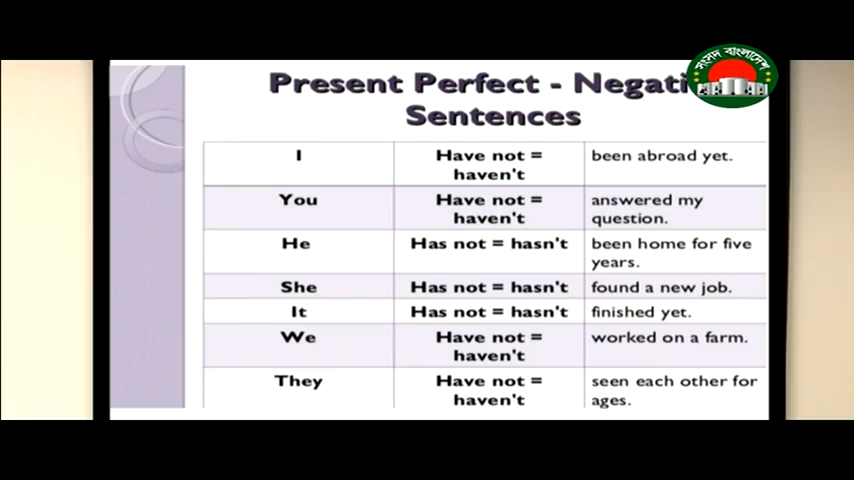 সংসদ বাংলাদেশ
Present Perfect - Negati
Sentences
I Have not = been abroad yet.
haven't
You Have not = answered my
haven't question.
He Has not = hasn't been home for five
years.
She Has not = hasn't found a new job.
It Has not = hasn't finished yet.
We Have not = worked on a farm.
haven't
They Have not = seen each other for
haven't ages.